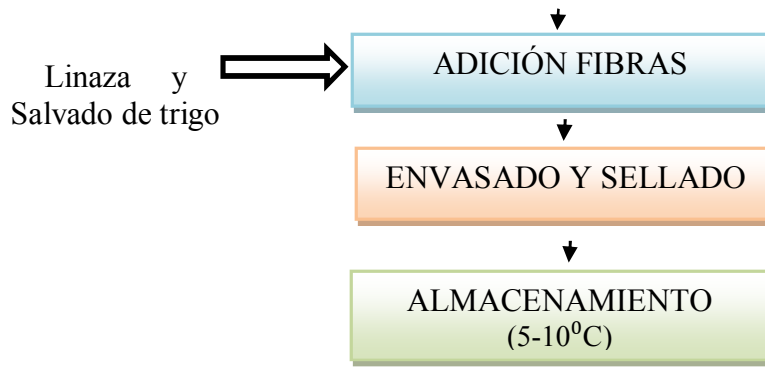 ADICIÓN FIBRAS
Linaza y
Salvado de trigo
ENVASADO Y SELLADO
ALMACENAMIENTO
(5-10⁰C)